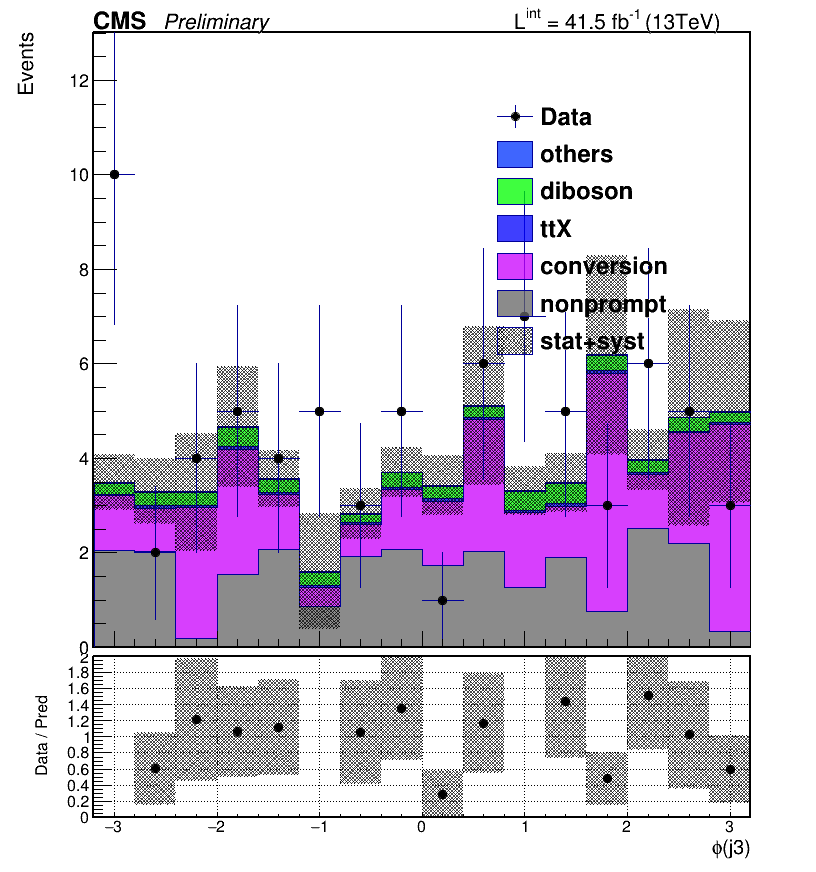 CMS Preliminary L^int = 41.5 fb^-1 (13TeV)
Events
12
10
8
6
4
2
0
Data
others
diboson
ttX
conversion
nonprompt
stat+syst
Data / Pred
2
1.8
1.6
1.4
1.2
1
0.8
0.6
0.4
0.2
0
−3 −2 −1 0 1 2 3
ϕ(j3)